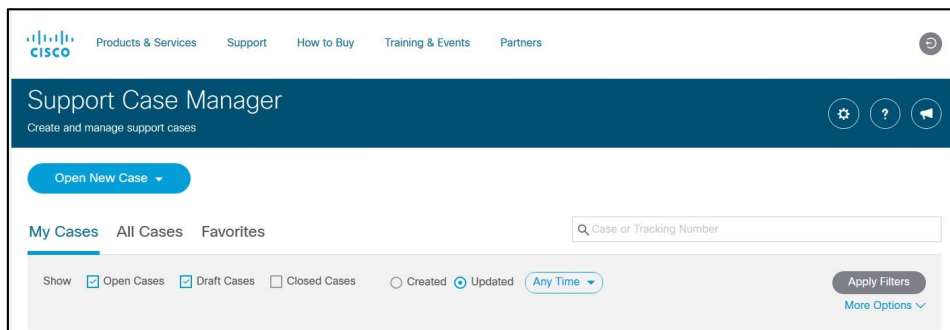 CISCO
Products & Services Support How to Buy Training & Events Partners
Support Case Manager
Create and manage support cases
?
Open New Case
My Cases All Cases Favorites
Case or Tracking Number
Show Open Cases Draft Cases Closed Cases Created Updated Any Time Apply Filters
More Options